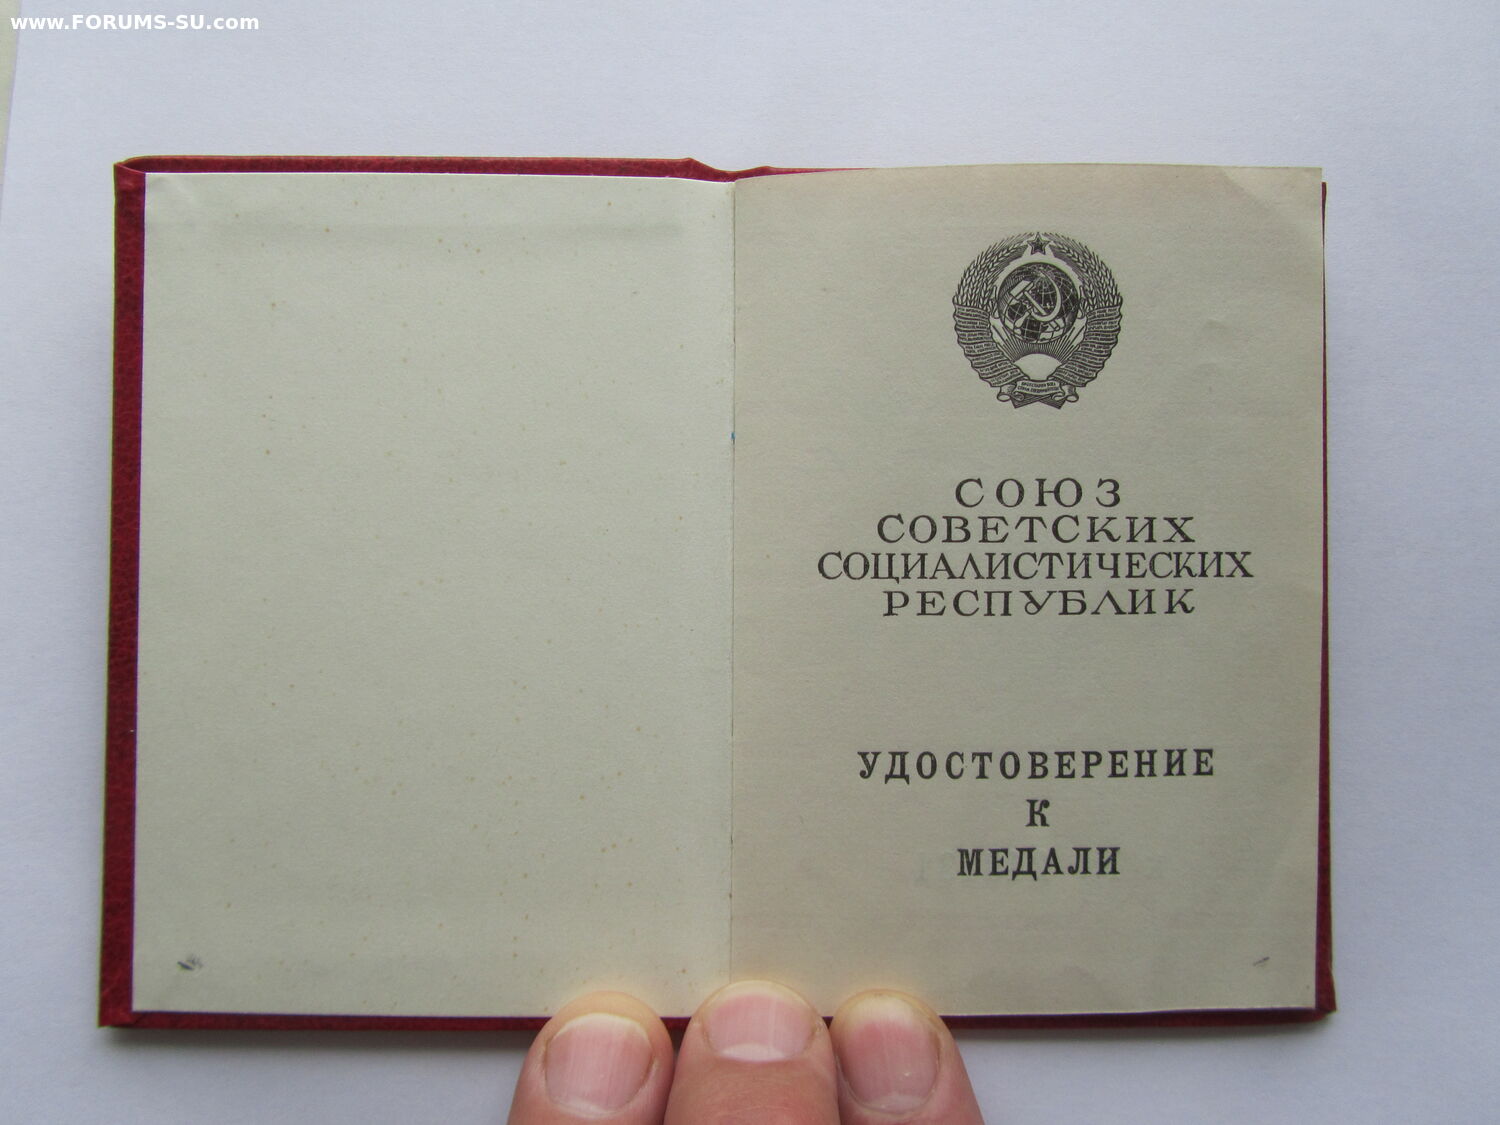 www.FORUMS-SU.com
СОЮЗ
СОВЕТСКИХ
СОЦИАЛИСТИЧЕСКИХ
РЕСПУБЛИК
УДОСТОВЕРЕНИЕ
К
МЕДАЛИ